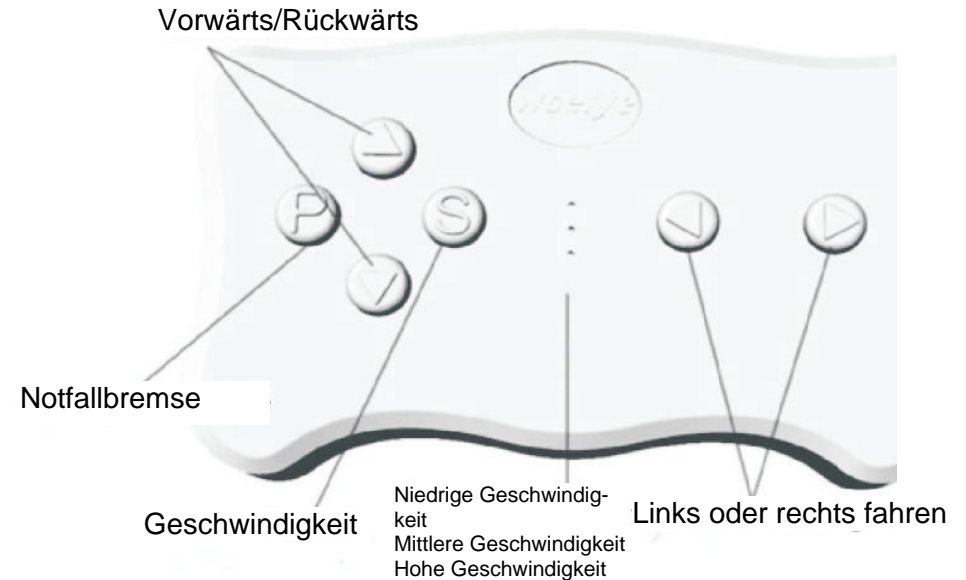 Vorwärts/Rückwärts
P
S
Notfallbremse
Geschwindigkeit
Niedrige Geschwindig-
keit
Mittlere Geschwindigkeit
Hohe Geschwindigkeit
Links oder rechts fahren